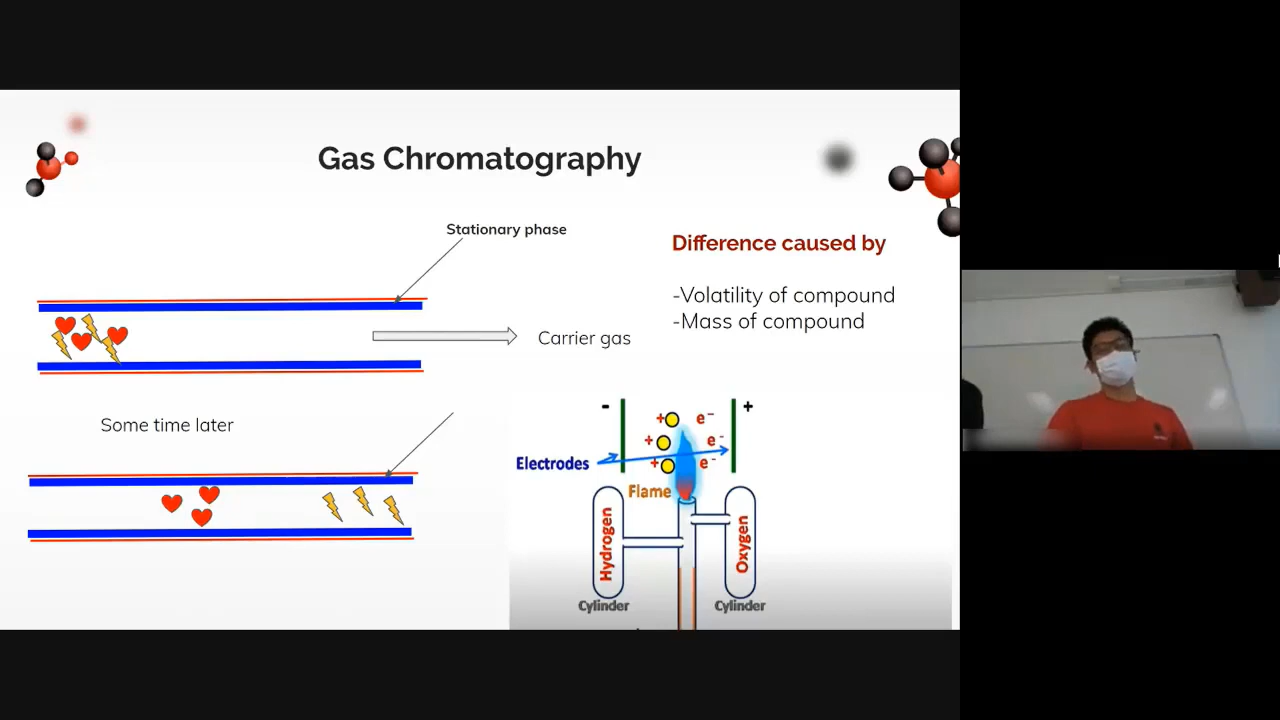 Gas Chromatography
Stationary phase
Carrier gas
Some time later
Difference caused by
-Volatility of compound
-Mass of compound
- +
+ e⁻
+ e⁻
+ e⁻
Electrodes
Flame
Hydrogen
Oxygen
Cylinder
Cylinder